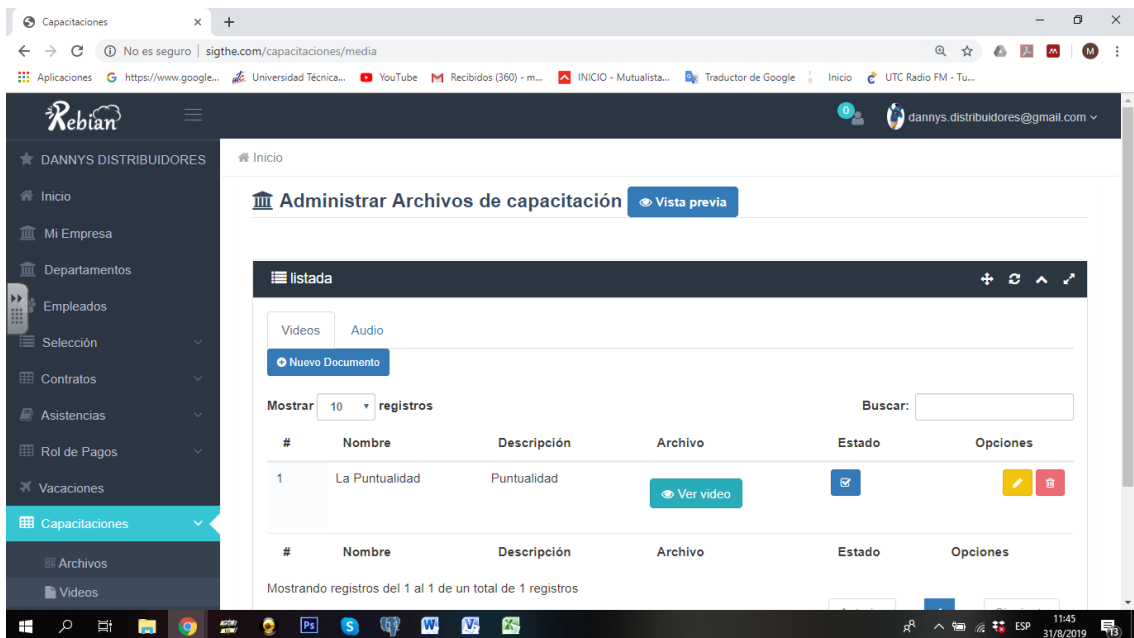 Capacitaciones
No es seguro | sigthe.com/capacitaciones/media
M
Aplicaciones G https://www.google... Universidad Técnica... YouTube M Recibidos (360) - m... INICIO - Mutualista... Traductor de Google Inicio UTC Radio FM - Tu...
Rebian
0
dannys.distribuidores@gmail.com
DANNYS DISTRIBUIDORES
Inicio
Inicio
Administrar Archivos de capacitación Vista previa
Mi Empresa
Departamentos
Empleados
Selección
Contratos
Asistencias
Rol de Pagos
Vacaciones
Capacitaciones
Archivos
Videos
listada
Videos Audio
Nuevo Documento
Mostrar 10 registros Buscar:
# Nombre Descripción Archivo Estado Opciones
1 La Puntualidad Puntualidad Ver video
# Nombre Descripción Archivo Estado Opciones
Mostrando registros del 1 al 1 de un total de 1 registros
Ps S W X
ESP
11:45
31/8/2019
13